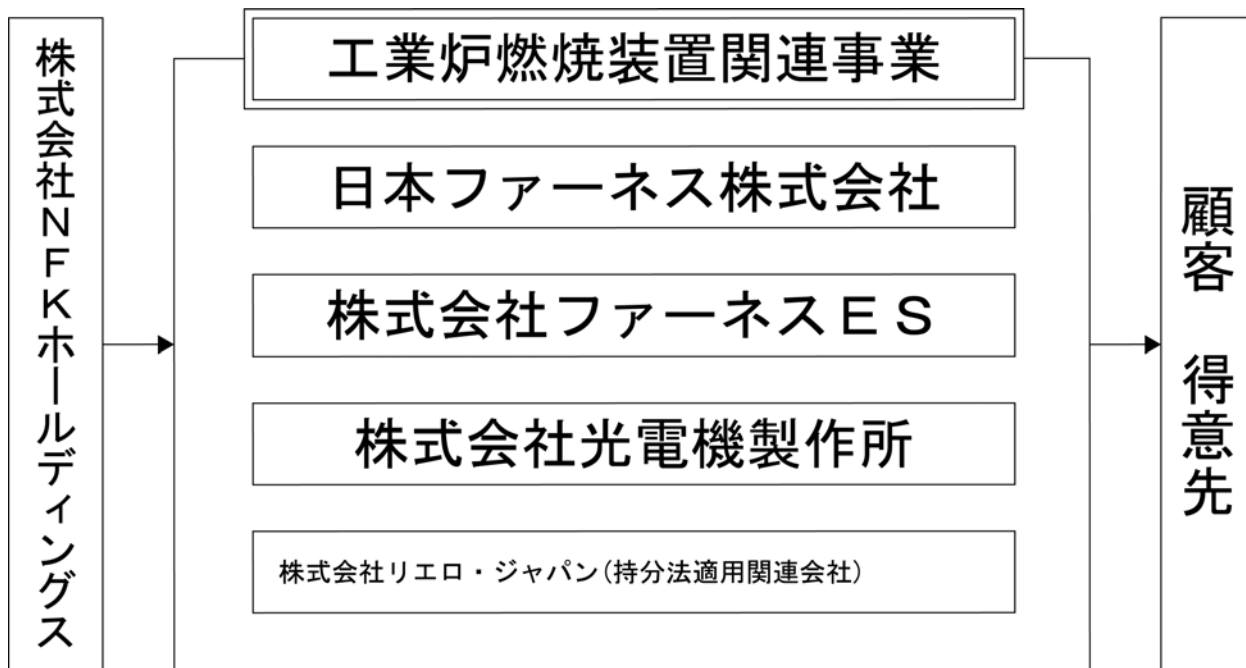 株式会社ＮＦＫホールディングス
工業炉燃焼装置関連事業
日本ファーネス株式会社
株式会社ファーネスＥＳ
株式会社光電機製作所
株式会社リエロ・ジャパン(持分法適用関連会社)
顧客　得意先